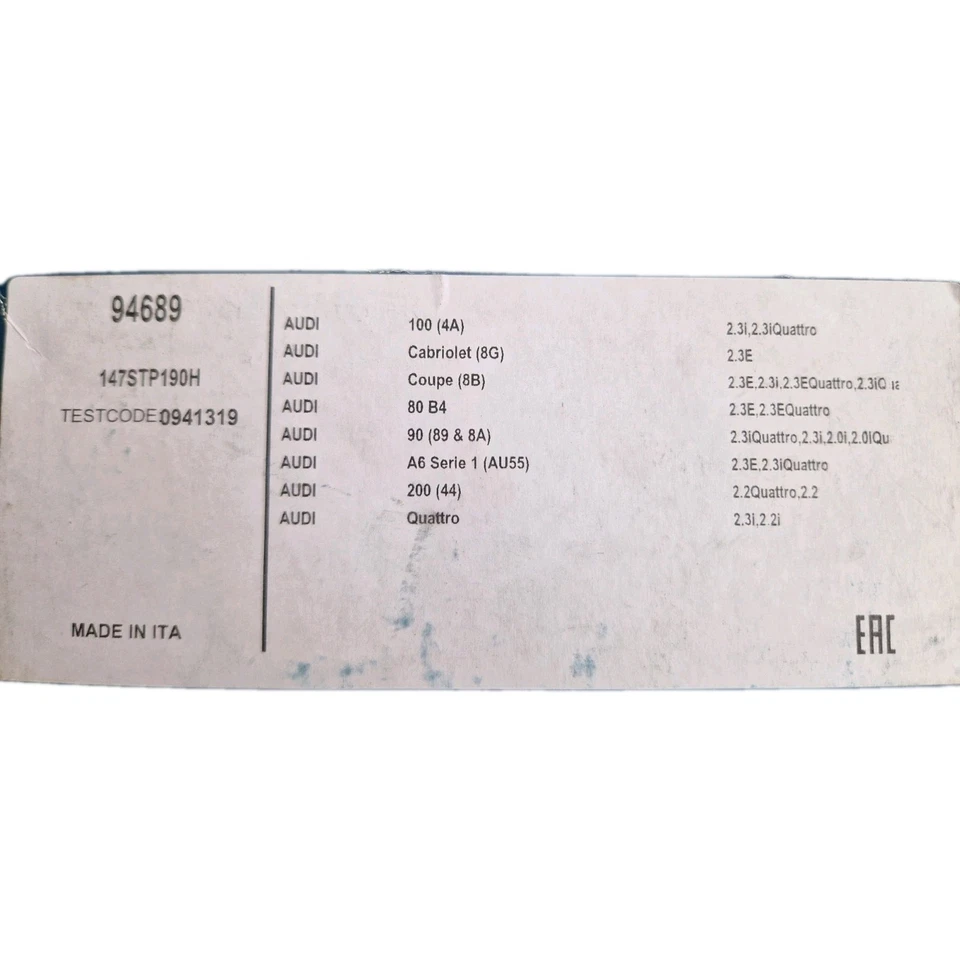 94689
147STP190H
TESTCODE:0941319
MADE IN ITA
AUDI 100 (4A) 2.3i,2.3iQuattro
AUDI Cabriolet (8G) 2.3E
AUDI Coupe (8B) 2.3E,2.3i,2.3EQuattro,2.3iQ
AUDI 80 B4 2.3E,2.3EQuattro
AUDI 90 (89 & 8A) 2.3iQuattro,2.3i,2.0i,2.0iQu
AUDI A6 Serie 1 (AU55) 2.3E,2.3iQuattro
AUDI 200 (44) 2.2Quattro,2.2
AUDI Quattro 2.3i,2.2i
EAC